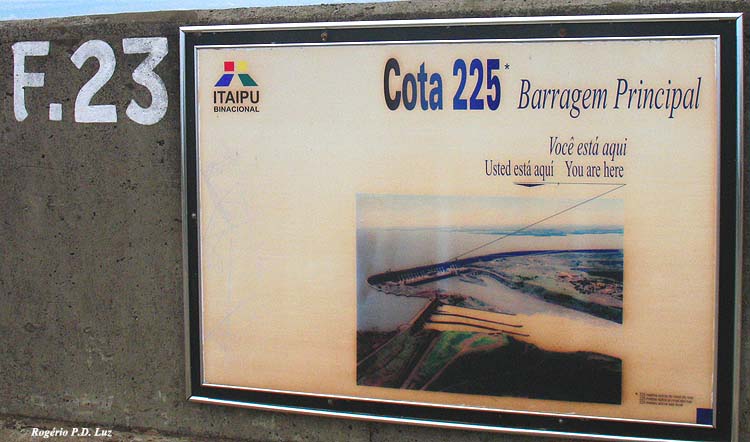 F.23
ITAIPU
BINACIONAL
Cota 225* Barragem Principal
Você está aqui
Usted está aquí You are here
Rogério P.D. Luz